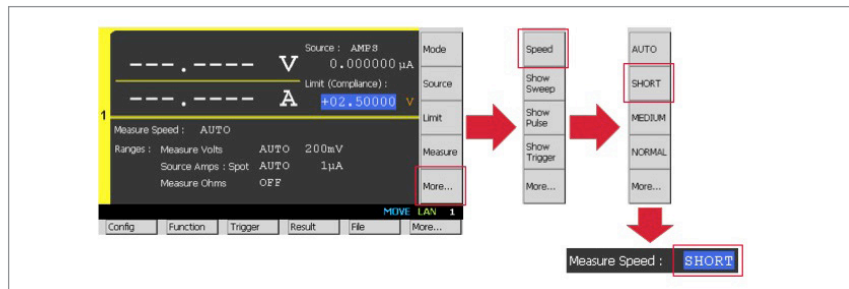 ---.---- V
Source : AMPS
0.000000 μA
Limit (Compliance) :
---.---- A
+02.50000 V
1
Measure Speed : AUTO
Ranges : Measure Volts AUTO 200mV
Source Amps : Spot AUTO 1μA
Measure Ohms OFF
MOVE LAN 1
Mode
Source
Limit
Measure
More...
Config
Function
Trigger
Result
File
More...
Speed
Show
Sweep
Show
Pulse
Show
Trigger
More...
AUTO
SHORT
MEDIUM
NORMAL
More...
Measure Speed : SHORT